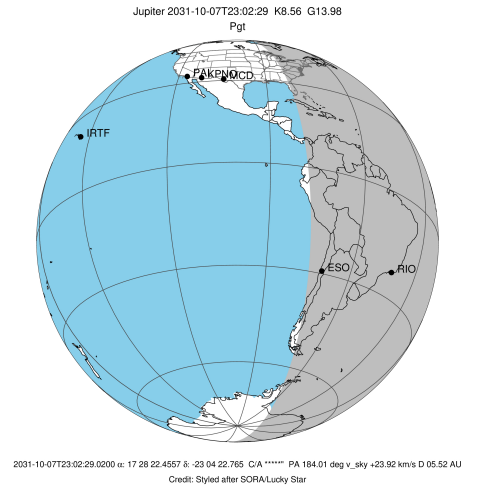 Jupiter 2031-10-07T23:02:29 K8.56 G13.98
Pgt
PAL KPNO MCD
IRTF
ESO
RIO
2031-10-07T23:02:29.0200 α: 17 28 22.4557 δ: -23 04 22.765 C/A *****" PA 184.01 deg v_sky +23.92 km/s D 05.52 AU
Credit: Styled after SORA/Lucky Star